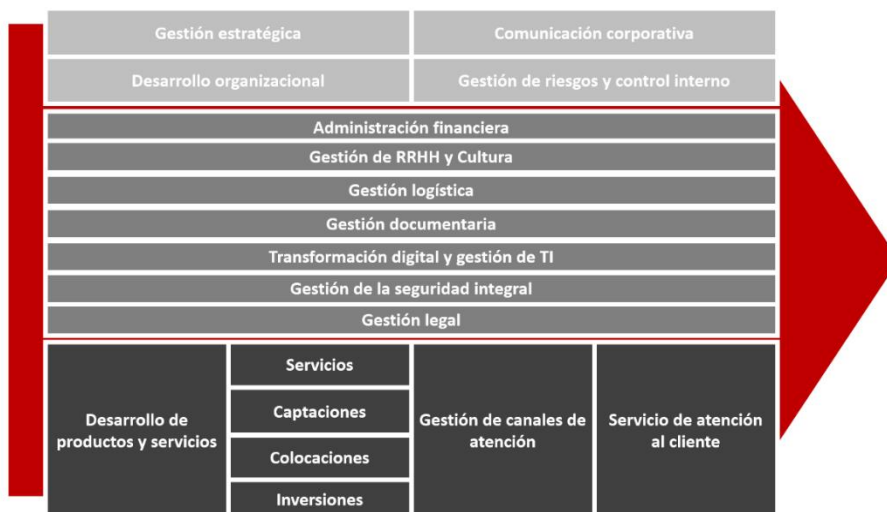 Gestión estratégica
Comunicación corporativa
Desarrollo organizacional
Gestión de riesgos y control interno
Administración financiera
Gestión de RRHH y Cultura
Gestión logística
Gestión documentaria
Transformación digital y gestión de TI
Gestión de la seguridad integral
Gestión legal
Desarrollo de
productos y servicios
Servicios
Captaciones
Colocaciones
Inversiones
Gestión de canales de
atención
Servicio de atención
al cliente